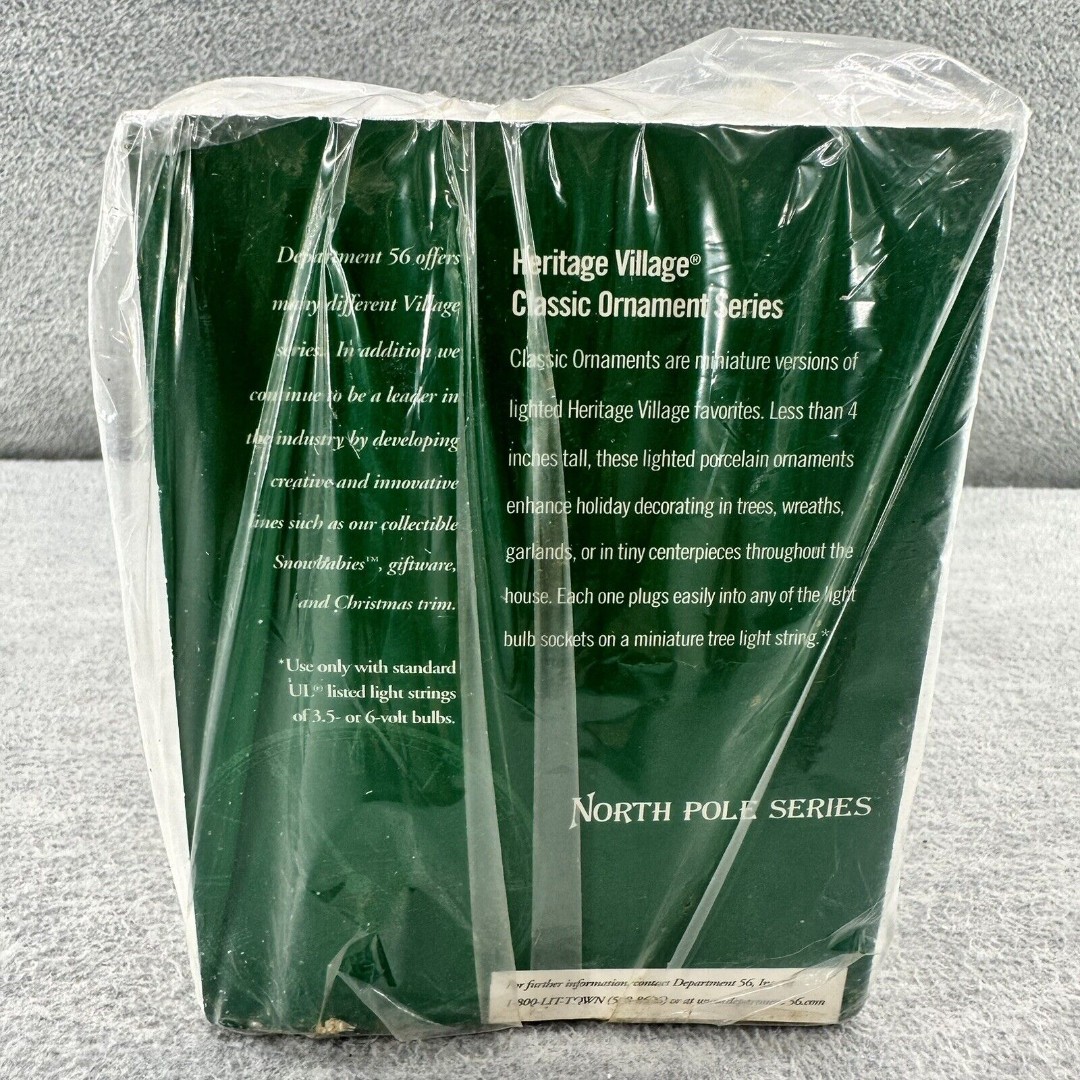 Department 56 offers
many different Village
series. In addition we
continue to be a leader in
the industry by developing
creative and innovative
lines such as our collectible
Snowbabies™, giftware,
and Christmas trim.
*Use only with standard
UL® listed light strings
of 3.5- or 6-volt bulbs.
Heritage Village®
Classic Ornament Series
Classic Ornaments are miniature versions of
lighted Heritage Village favorites. Less than 4
inches tall, these lighted porcelain ornaments
enhance holiday decorating in trees, wreaths,
garlands, or in tiny centerpieces throughout the
house. Each one plugs easily into any of the light
bulb sockets on a miniature tree light string.*
NORTH POLE SERIES
For further information, contact Department 56,
1-800-LIT-TOWN or at